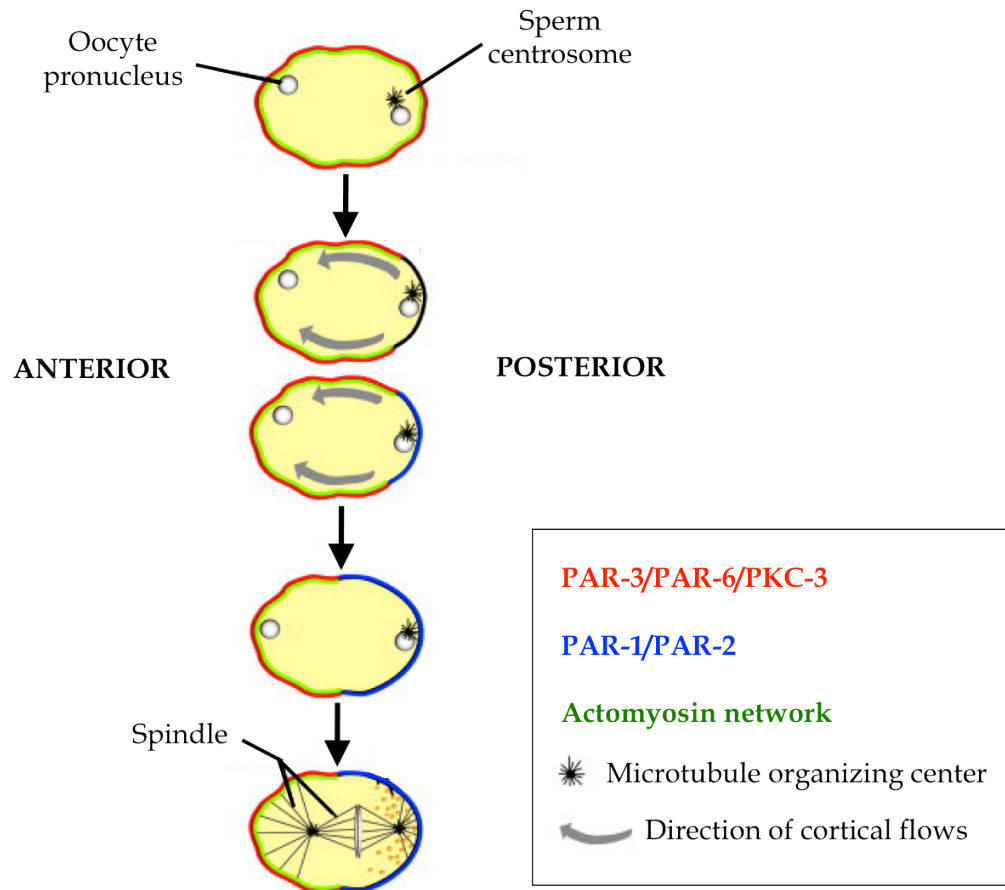 Oocyte
pronucleus
Sperm
centrosome
ANTERIOR
POSTERIOR
Spindle
PAR-3/PAR-6/PKC-3
PAR-1/PAR-2
Actomyosin network
Microtubule organizing center
Direction of cortical flows